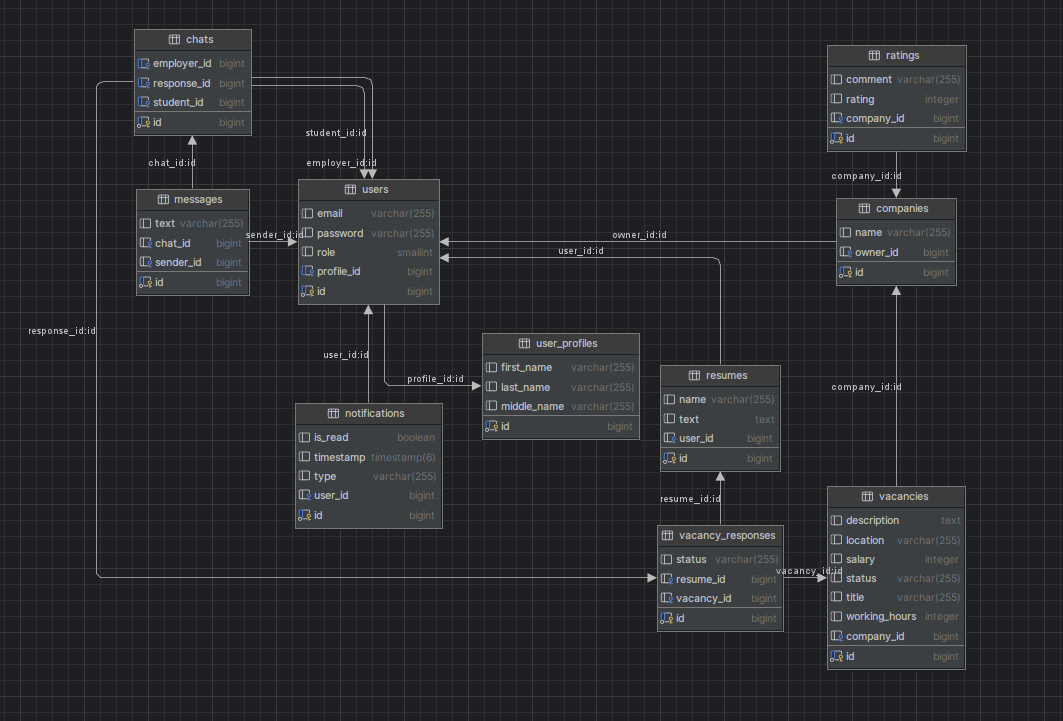 chats
employer_id bigint
response_id bigint
student_id bigint
id bigint
student_id:id
employer_id:id
chat_id:id
messages
text varchar(255)
chat_id bigint
sender_id bigint
id bigint
sender_id:id
users
email varchar(255)
password varchar(255)
role smallint
profile_id bigint
id bigint
ratings
comment varchar(255)
rating integer
company_id bigint
id bigint
company_id:id
companies
name varchar(255)
owner_id bigint
id bigint
owner_id:id
user_id:id
response_id:id
user_id:id
profile_id:id
user_profiles
first_name varchar(255)
last_name varchar(255)
middle_name varchar(255)
id bigint
notifications
is_read boolean
timestamp timestamp(6)
type varchar(255)
user_id bigint
id bigint
resumes
name varchar(255)
text text
user_id bigint
id bigint
company_id:id
resume_id:id
vacancy_responses
status varchar(255)
resume_id bigint
vacancy_id bigint
id bigint
vacancy_id:id
vacancies
description text
location varchar(255)
salary integer
status varchar(255)
title varchar(255)
working_hours integer
company_id bigint
id bigint